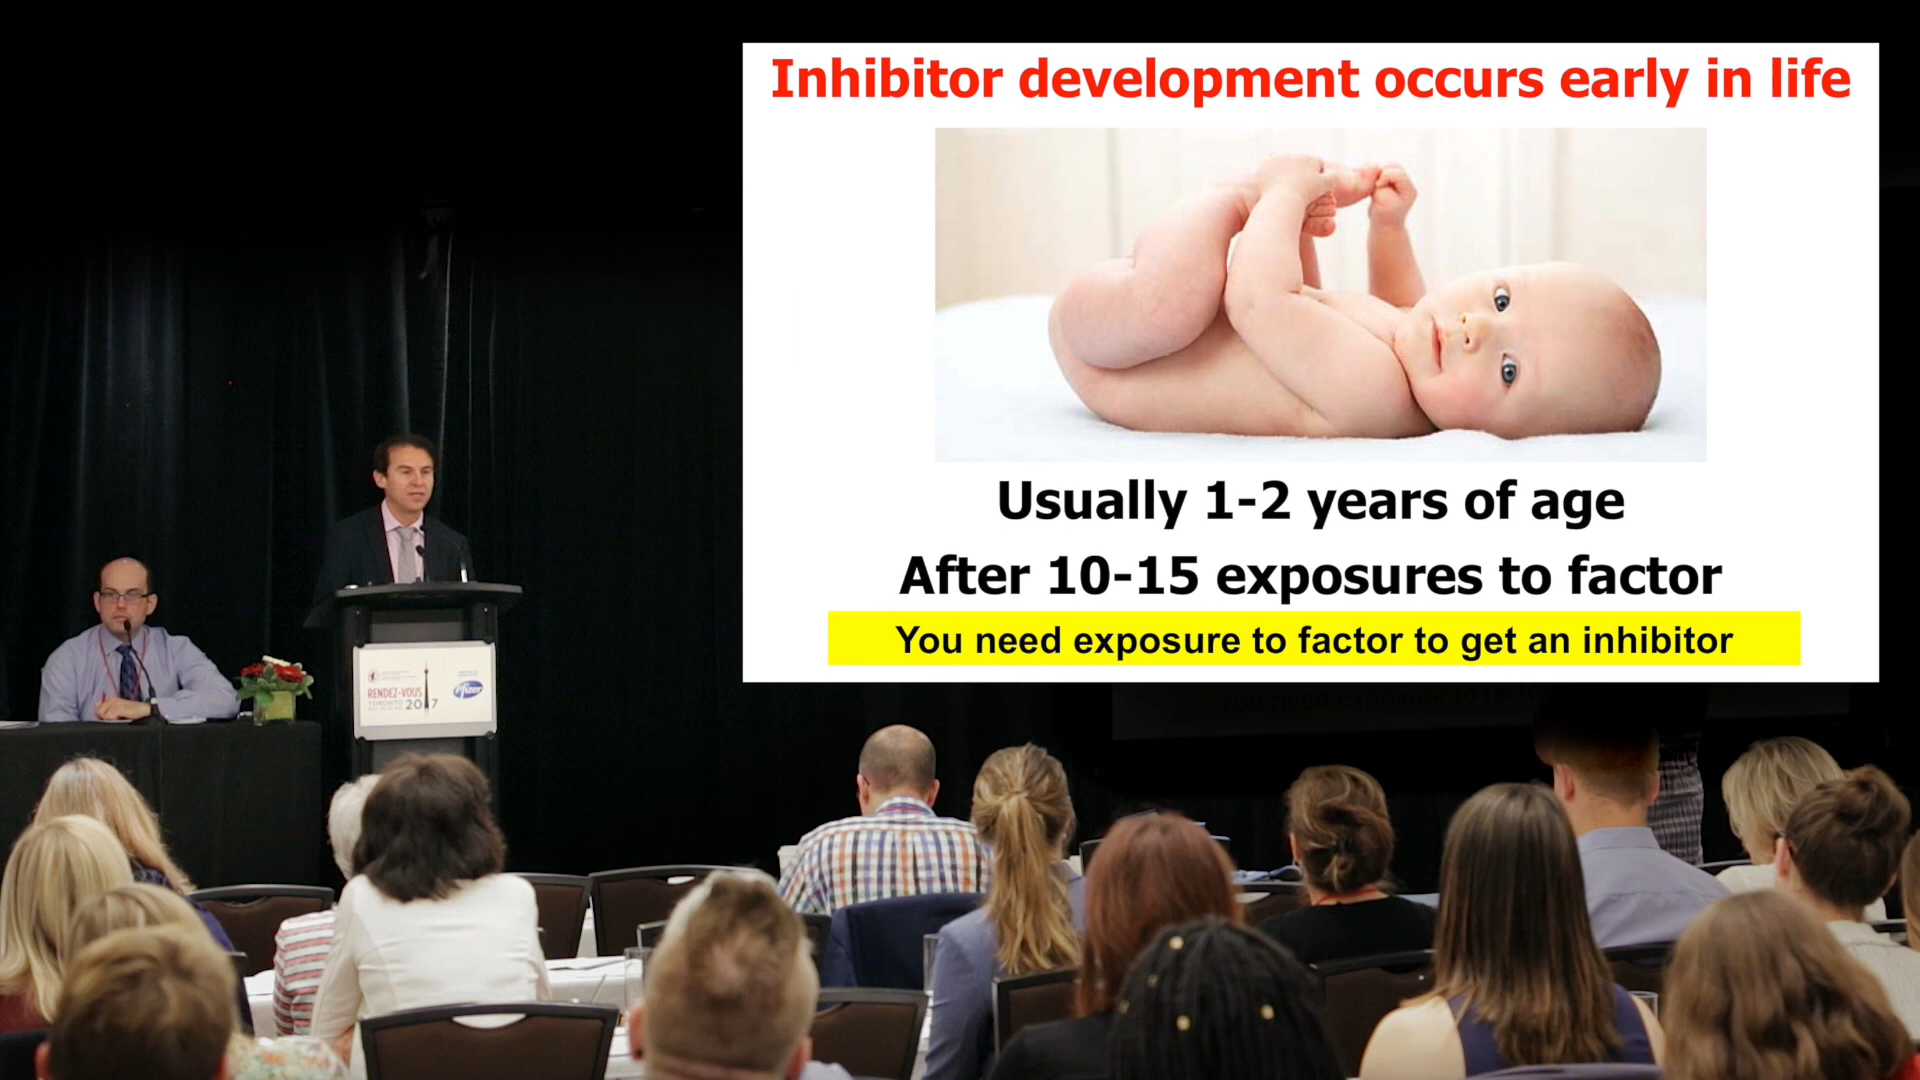 Inhibitor development occurs early in life
Usually 1-2 years of age
After 10-15 exposures to factor
You need exposure to factor to get an inhibitor
RENDEZ-VOUS
TORONTO
2017
Pfizer